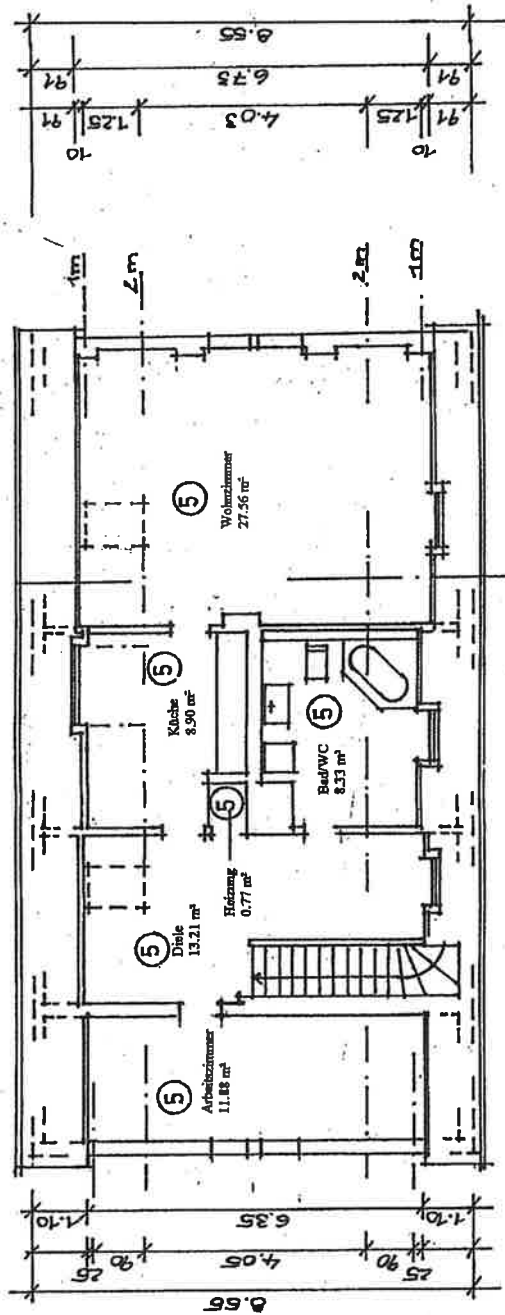 8.55
91
6.73
91
91
1.25
4.03
1.25
91
10
10
1m
2m
2m
1m
5
Wohnzimmer
27.56 m²
5
Küche
8.90 m²
5
Bad/WC
8.33 m²
5
Heizung
0.77 m²
5
Diele
13.21 m²
5
Arbeitszimmer
11.88 m²
1.10
6.35
1.10
25
90
4.05
90
25
8.55